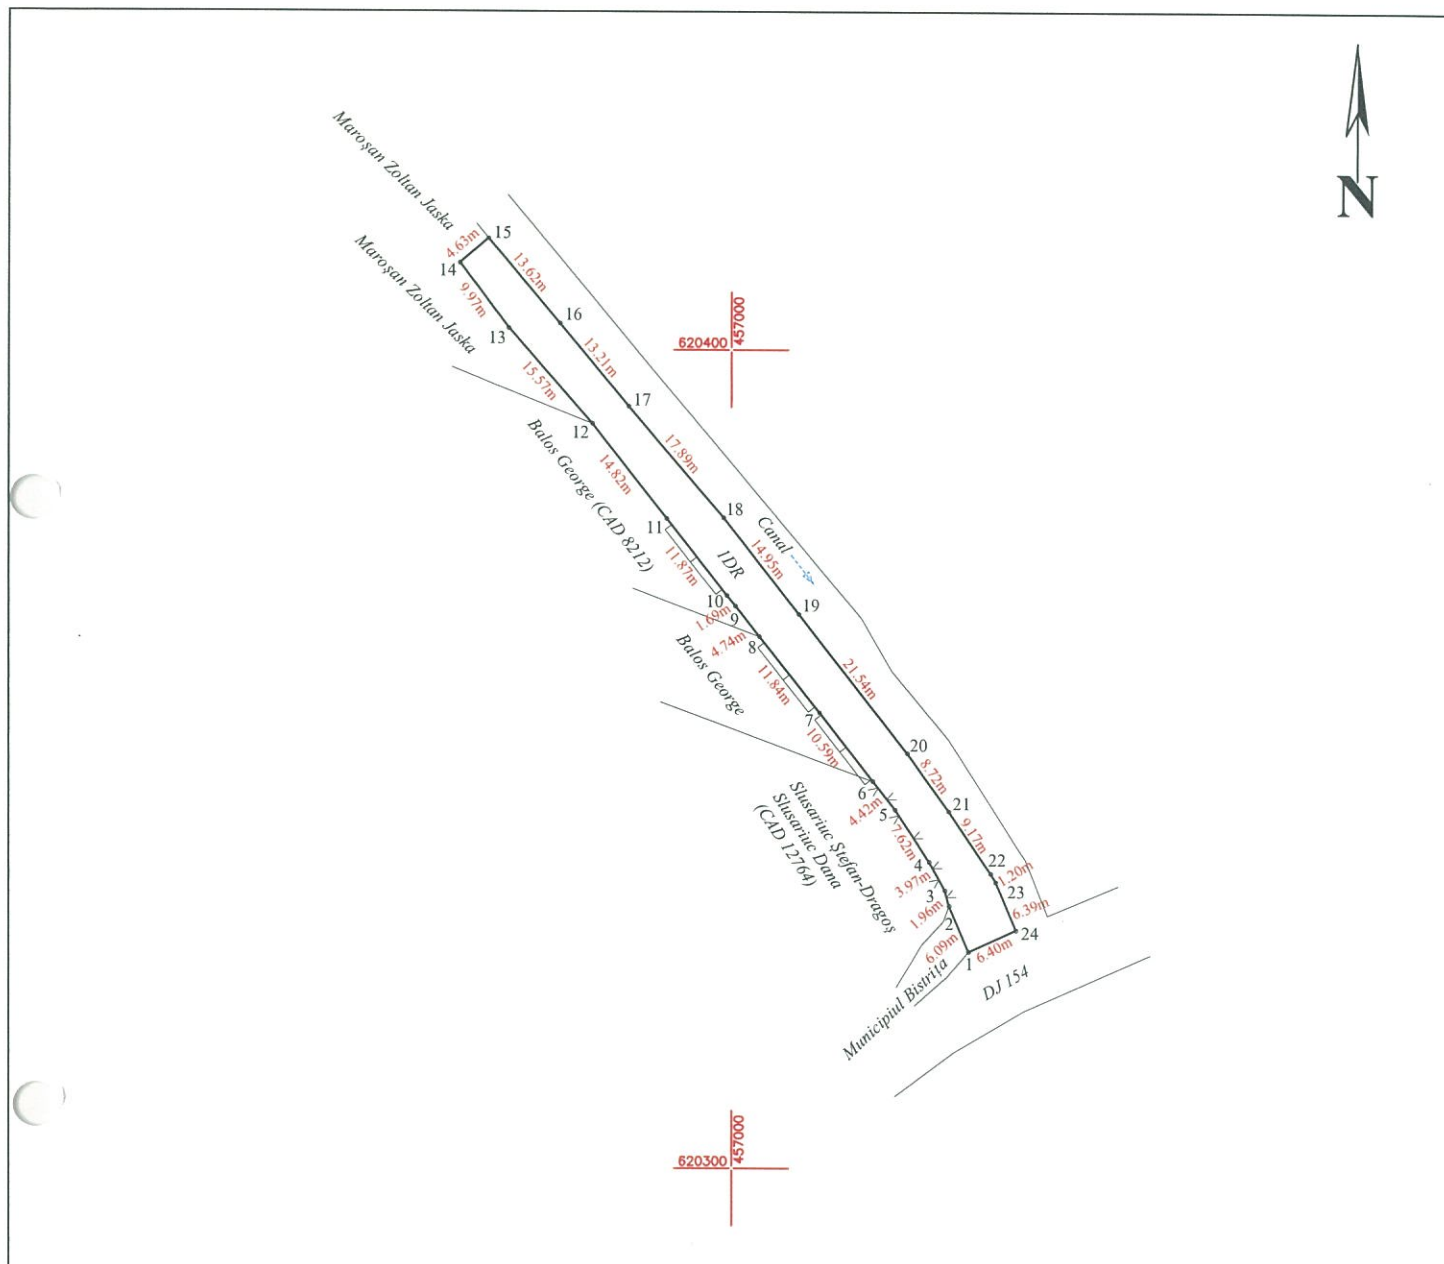 N
Maroşan Zoltan Jaska
Maroşan Zoltan Jaska
15
4.63m
14
13.62m
9.97m
16
13
13.21m
15.57m
620400
457000
17
12
17.89m
Balos George (CAD 8212)
14.82m
18
11
Canal
14.95m
IDR
11.87m
10
1.69m
19
9
4.74m
8
Balos George
11.84m
21.54m
7
10.59m
20
8.72m
6
4.42m
5
21
Slusariuc Ştefan-Dragoş
Slusariuc Dana
(CAD 12764)
7.62m
9.17m
4
22
1.20m
3.97m
3
23
1.96m
2
6.39m
6.09m
24
1
6.40m
Municipiul Bistriţa
DJ 154
620300
457000